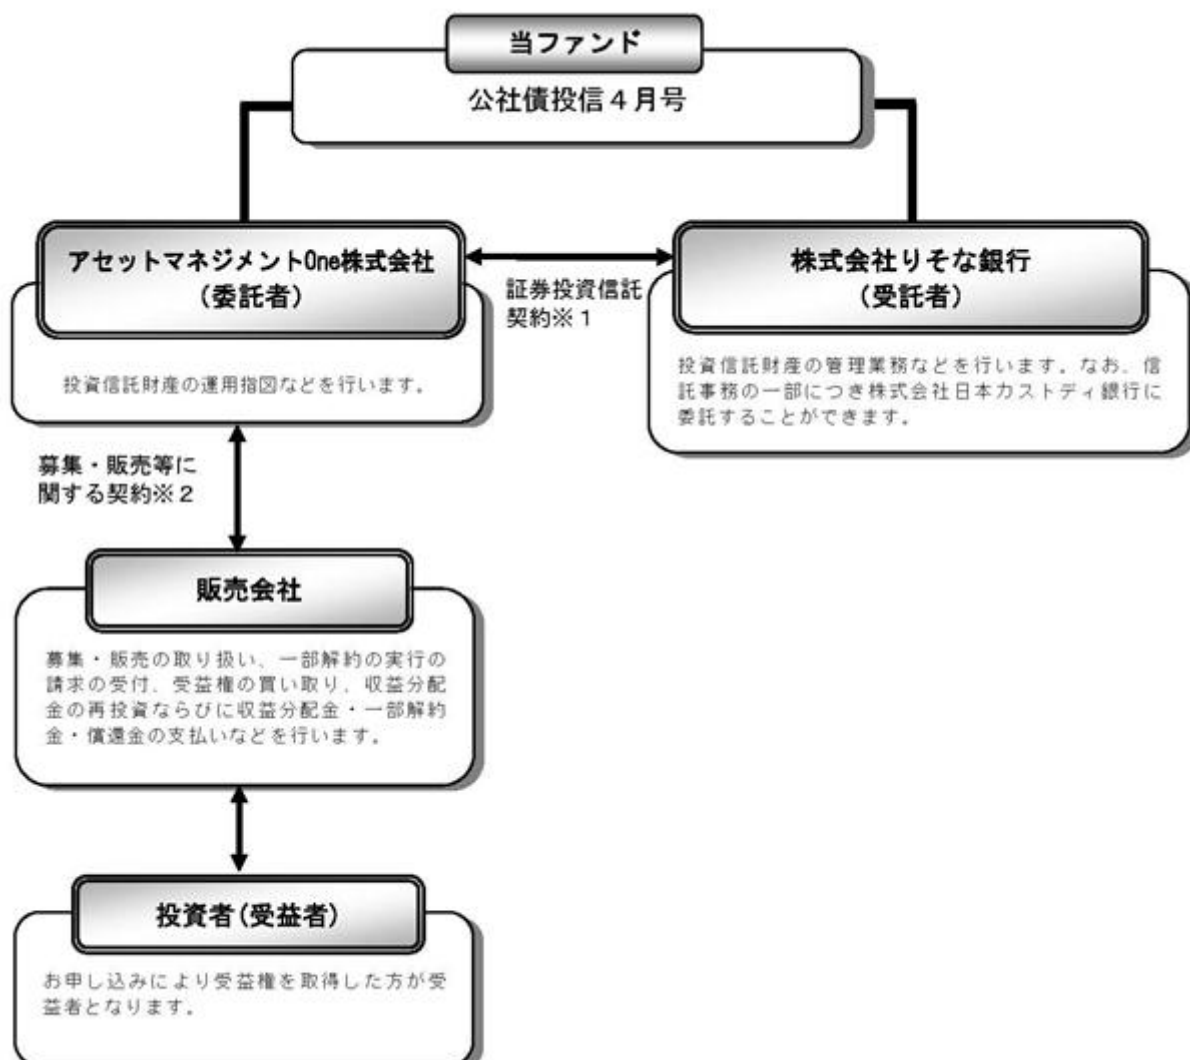 当ファンド
公社債投信４月号
アセットマネジメントOne株式会社
（委託者）
投資信託財産の運用指図などを行います。
証券投資信託
契約※１
株式会社りそな銀行
（受託者）
投資信託財産の管理業務などを行います。なお、信
託事務の一部につき株式会社日本カストディ銀行に
委託することができます。
募集・販売等に
関する契約※２
販売会社
募集・販売の取り扱い、一部解約の実行の
請求の受付、受益権の買い取り、収益分配
金の再投資ならびに収益分配金・一部解約
金・償還金の支払いなどを行います。
投資者(受益者)
お申し込みにより受益権を取得した方が受
益者となります。